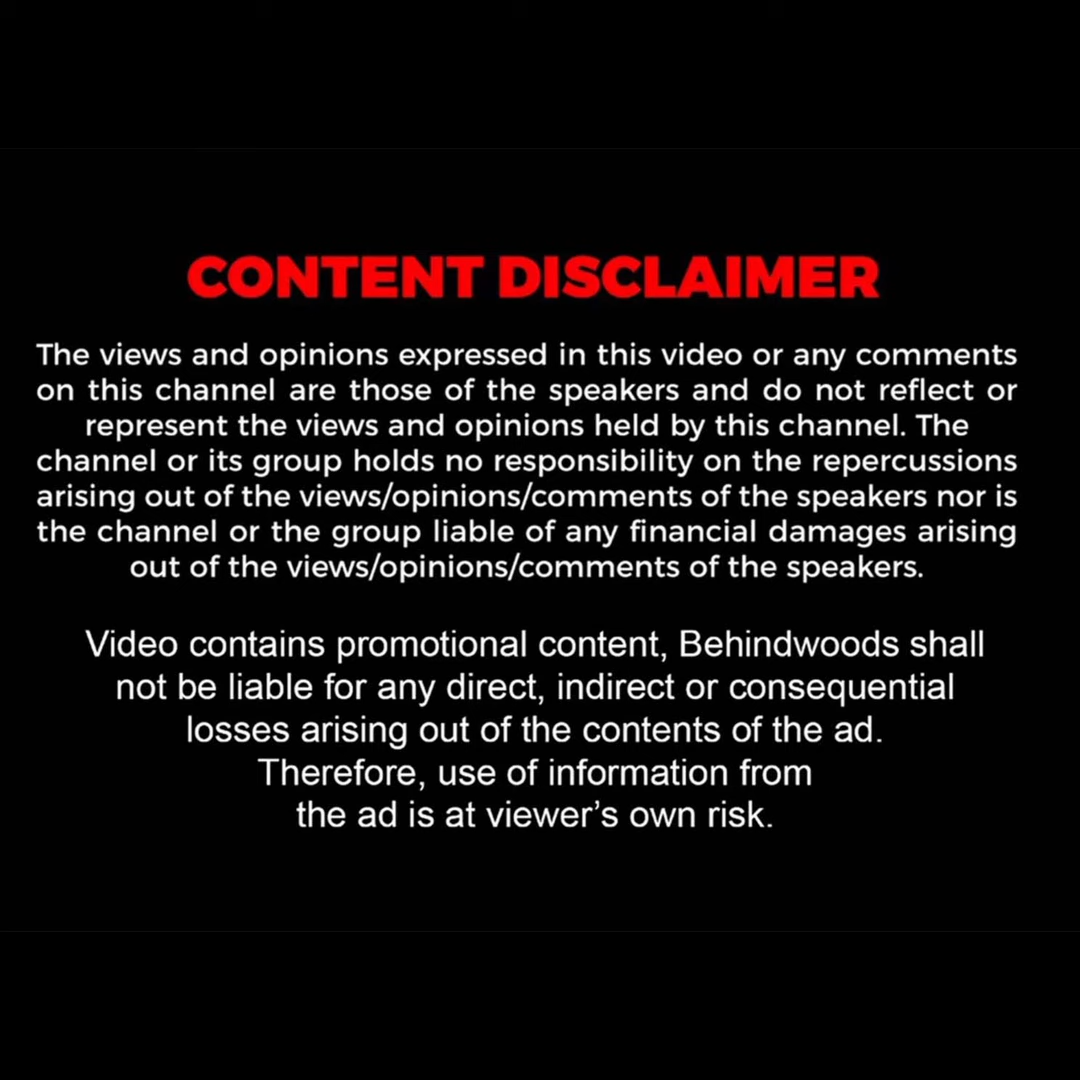 CONTENT DISCLAIMER
The views and opinions expressed in this video or any comments
on this channel are those of the speakers and do not reflect or
represent the views and opinions held by this channel. The
channel or its group holds no responsibility on the repercussions
arising out of the views/opinions/comments of the speakers nor is
the channel or the group liable of any financial damages arising
out of the views/opinions/comments of the speakers.
Video contains promotional content, Behindwoods shall
not be liable for any direct, indirect or consequential
losses arising out of the contents of the ad.
Therefore, use of information from
the ad is at viewer’s own risk.